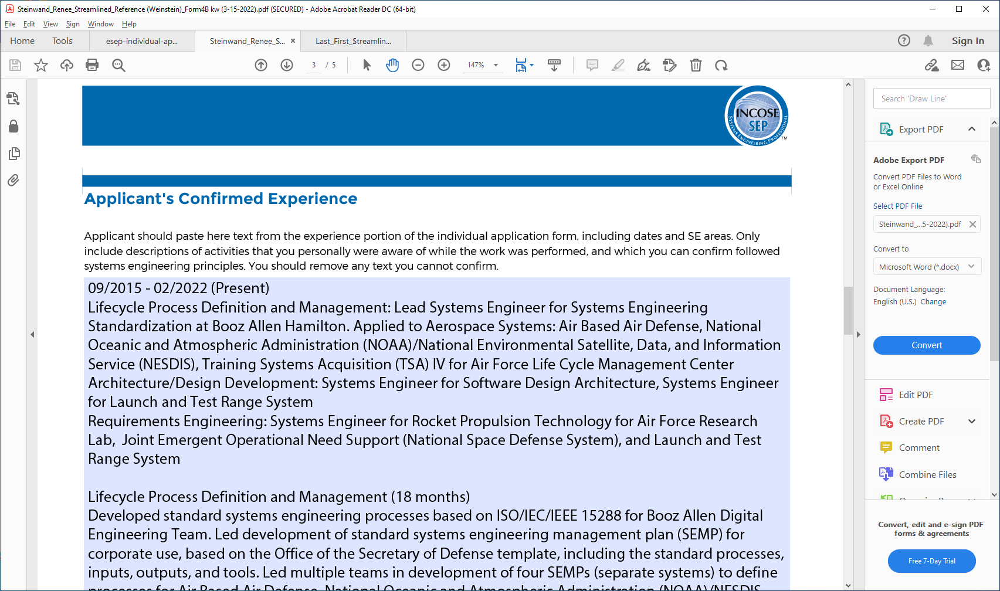 Steinwand_Renee_Streamlined_Reference (Weinstein)_Form4B kw (3-15-2022).pdf (SECURED) - Adobe Acrobat Reader DC (64-bit)
File Edit View Sign Window Help
Home Tools esep-individual-ap... Steinwand_Renee_S... × Last_First_Streamlin... Sign In
3 / 5 147%
INCOSE
SEP
SYSTEMS ENGINEERING PROFESSIONAL
TM
Applicant's Confirmed Experience
Applicant should paste here text from the experience portion of the individual application form, including dates and SE areas. Only
include descriptions of activities that you personally were aware of while the work was performed, and which you can confirm followed
systems engineering principles. You should remove any text you cannot confirm.
09/2015 - 02/2022 (Present)
Lifecycle Process Definition and Management: Lead Systems Engineer for Systems Engineering
Standardization at Booz Allen Hamilton. Applied to Aerospace Systems: Air Based Air Defense, National
Oceanic and Atmospheric Administration (NOAA)/National Environmental Satellite, Data, and Information
Service (NESDIS), Training Systems Acquisition (TSA) IV for Air Force Life Cycle Management Center
Architecture/Design Development: Systems Engineer for Software Design Architecture, Systems Engineer
for Launch and Test Range System
Requirements Engineering: Systems Engineer for Rocket Propulsion Technology for Air Force Research
Lab,  Joint Emergent Operational Need Support (National Space Defense System), and Launch and Test
Range System
Lifecycle Process Definition and Management (18 months)
Developed standard systems engineering processes based on ISO/IEC/IEEE 15288 for Booz Allen Digital
Engineering Team. Led development of standard systems engineering management plan (SEMP) for
corporate use, based on the Office of the Secretary of Defense template, including the standard processes,
inputs, outputs, and tools. Led multiple teams in development of four SEMPs (separate systems) to define
processes for Air Based Air Defense, National Oceanic and Atmospheric Administration (NOAA)/NESDIS
Search 'Draw Line'
Export PDF
Adobe Export PDF
Convert PDF Files to Word
or Excel Online
Select PDF File
Steinwand_...5-2022).pdf
Convert to
Microsoft Word (*.docx)
Document Language:
English (U.S.) Change
Convert
Edit PDF
Create PDF
Comment
Combine Files
Convert, edit and e-sign PDF
forms & agreements
Free 7-Day Trial